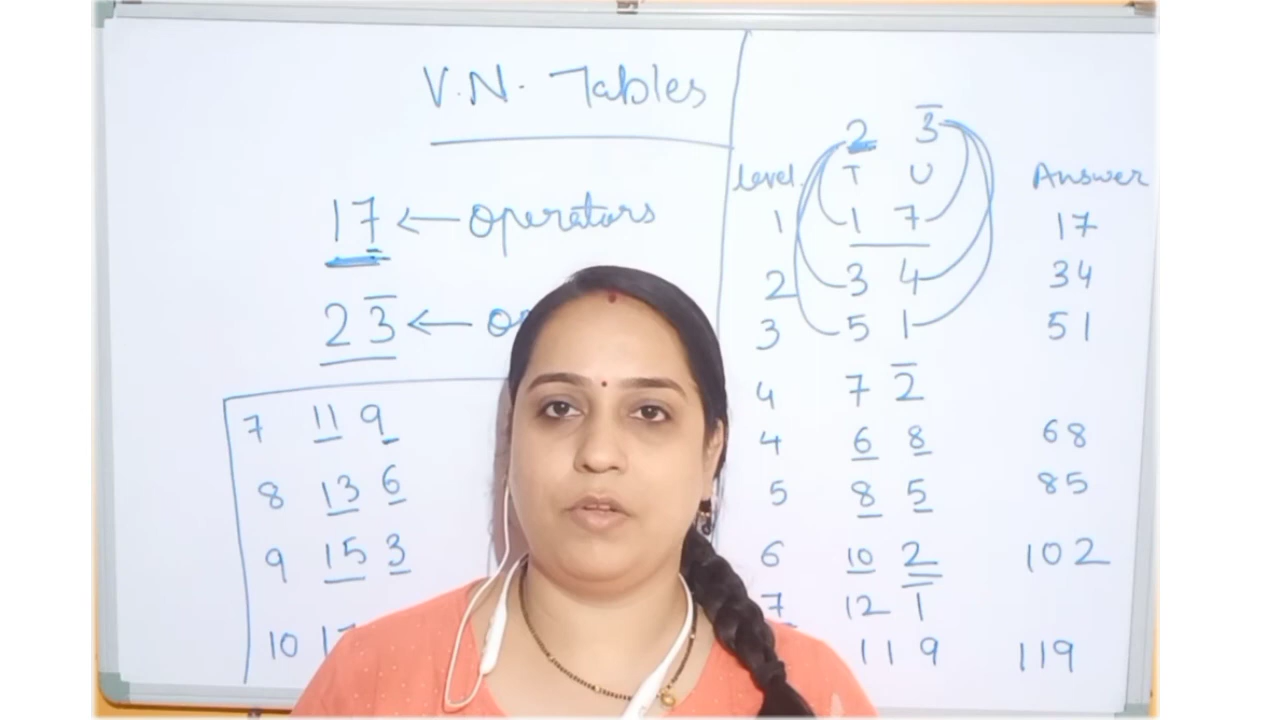 V.N. Tables
17 ← operators
23̅ ←
7 11 9
8 13 6
9 15 3
10
2 3̅
level T U Answer
1 1 7 17
2 3 4 34
3 5 1 51
4 7 2̅
4 6 8 68
5 8 5 85
6 10 2 102
7 12 1̅
11 9 119